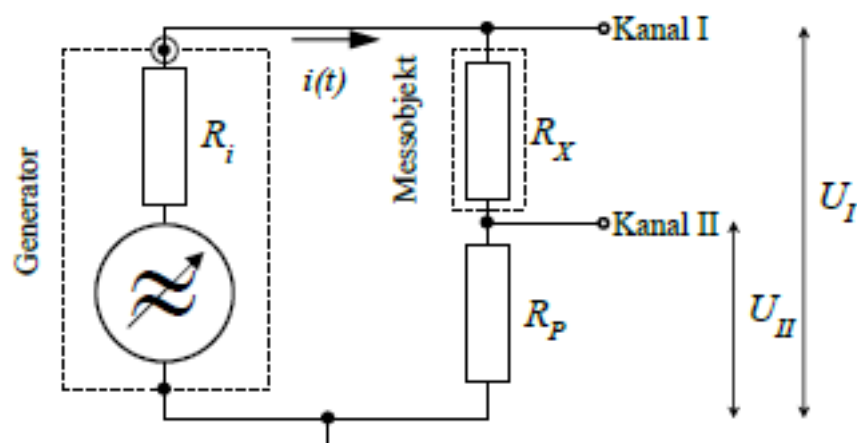 Kanal I
i(t)
Messobjekt
R_i
R_X
Generator
U_I
Kanal II
R_P
U_II